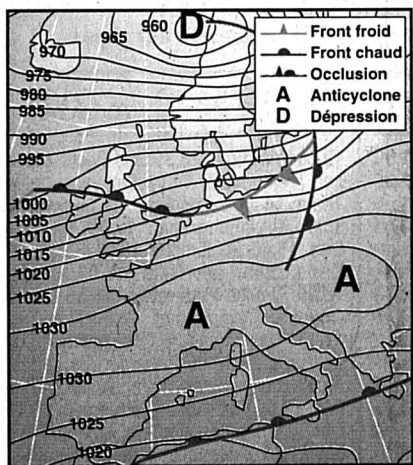 D
960
965
970
975
980
985
990
995
1000
1005
1010
1015
1020
1025
1030
1030
1025
1020
A
A
Front froid
Front chaud
Occlusion
A Anticyclone
D Dépression